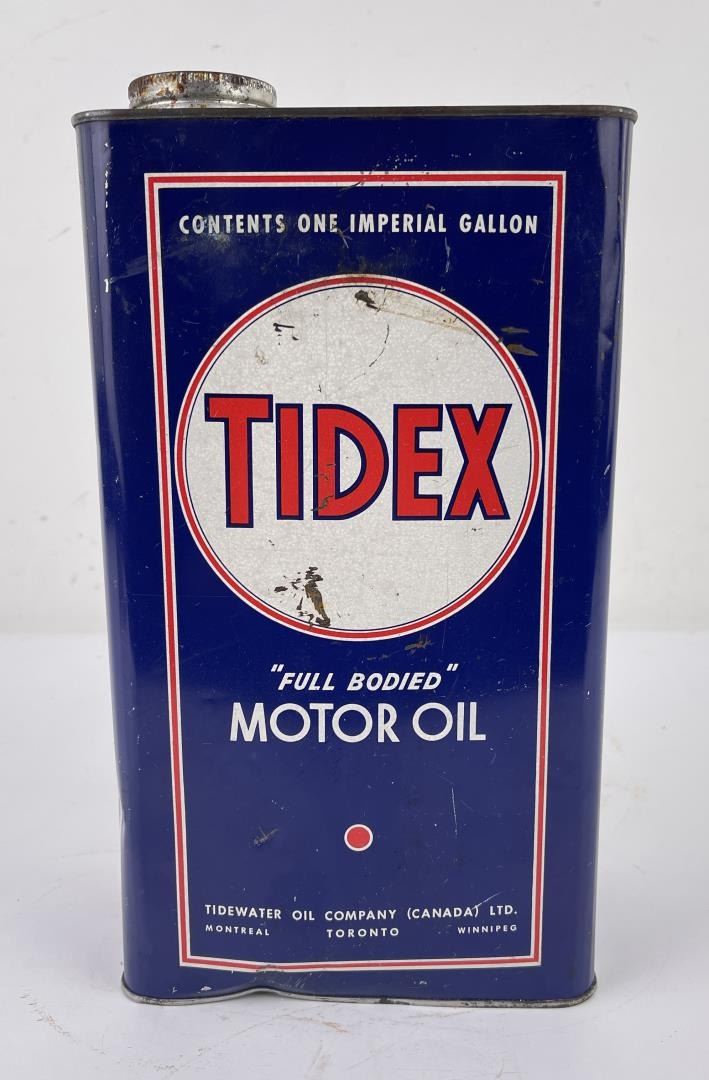 CONTENTS ONE IMPERIAL GALLON
TIDEX
"FULL BODIED"
MOTOR OIL
TIDEWATER OIL COMPANY (CANADA) LTD.
MONTREAL TORONTO WINNIPEG